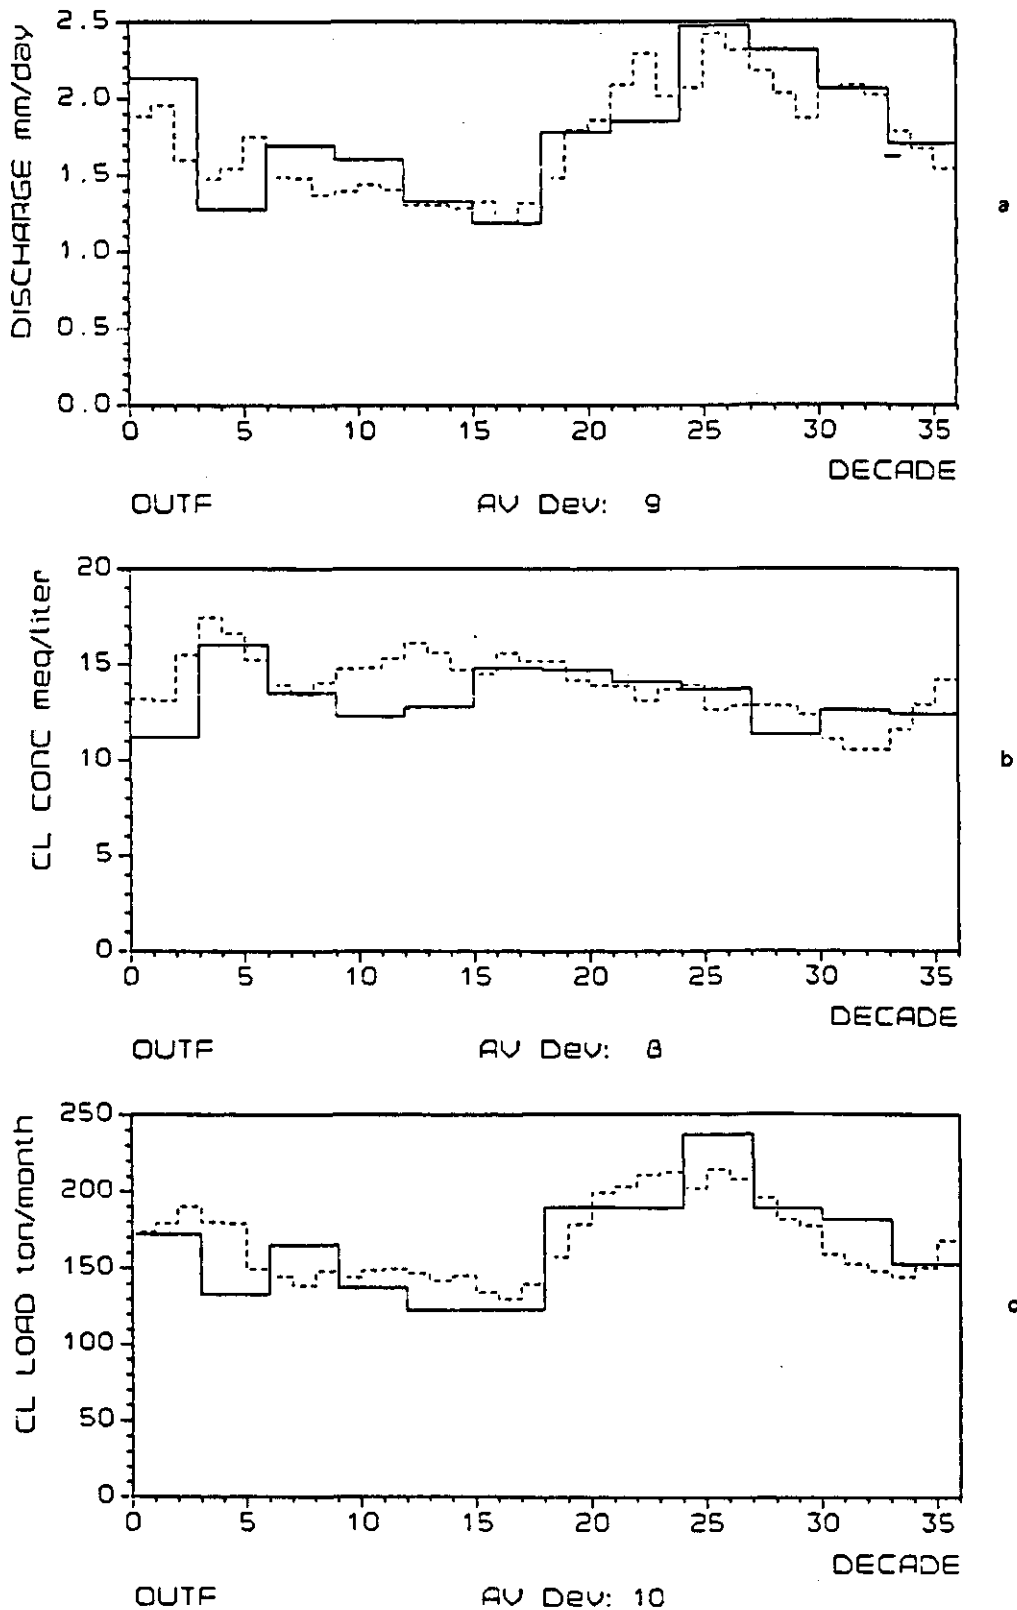 DISCHARGE mm/day
2.5
2.0
1.5
1.0
0.5
0.0
0 5 10 15 20 25 30 35
DECADE
OUTF AV Dev: 9
a
CL CONC meq/liter
20
15
10
5
0
0 5 10 15 20 25 30 35
DECADE
OUTF AV Dev: 8
b
CL LOAD ton/month
250
200
150
100
50
0
0 5 10 15 20 25 30 35
DECADE
OUTF AV Dev: 10
c